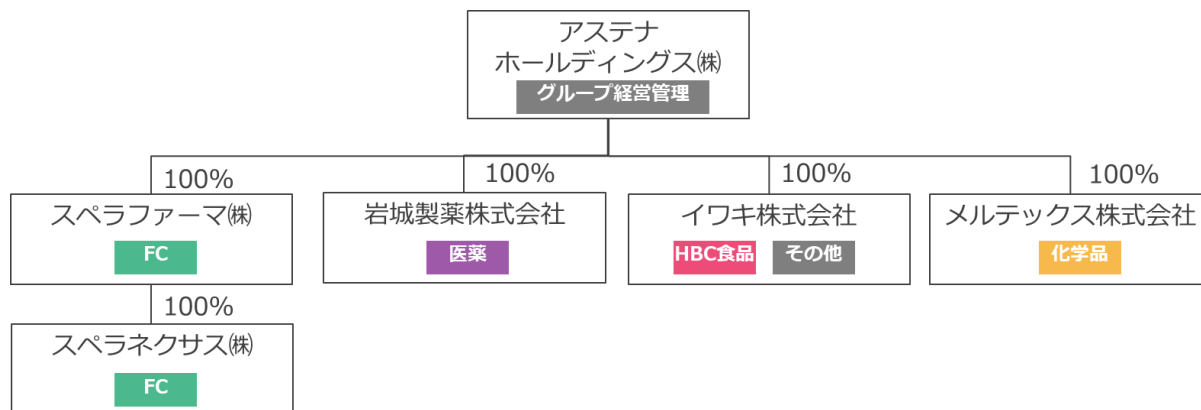 アステナ
ホールディングス㈱
グループ経営管理
100%
100%
100%
100%
スペラファーマ㈱
FC
岩城製薬株式会社
医薬
イワキ株式会社
HBC食品
その他
メルテックス株式会社
化学品
100%
スペラネクサス㈱
FC